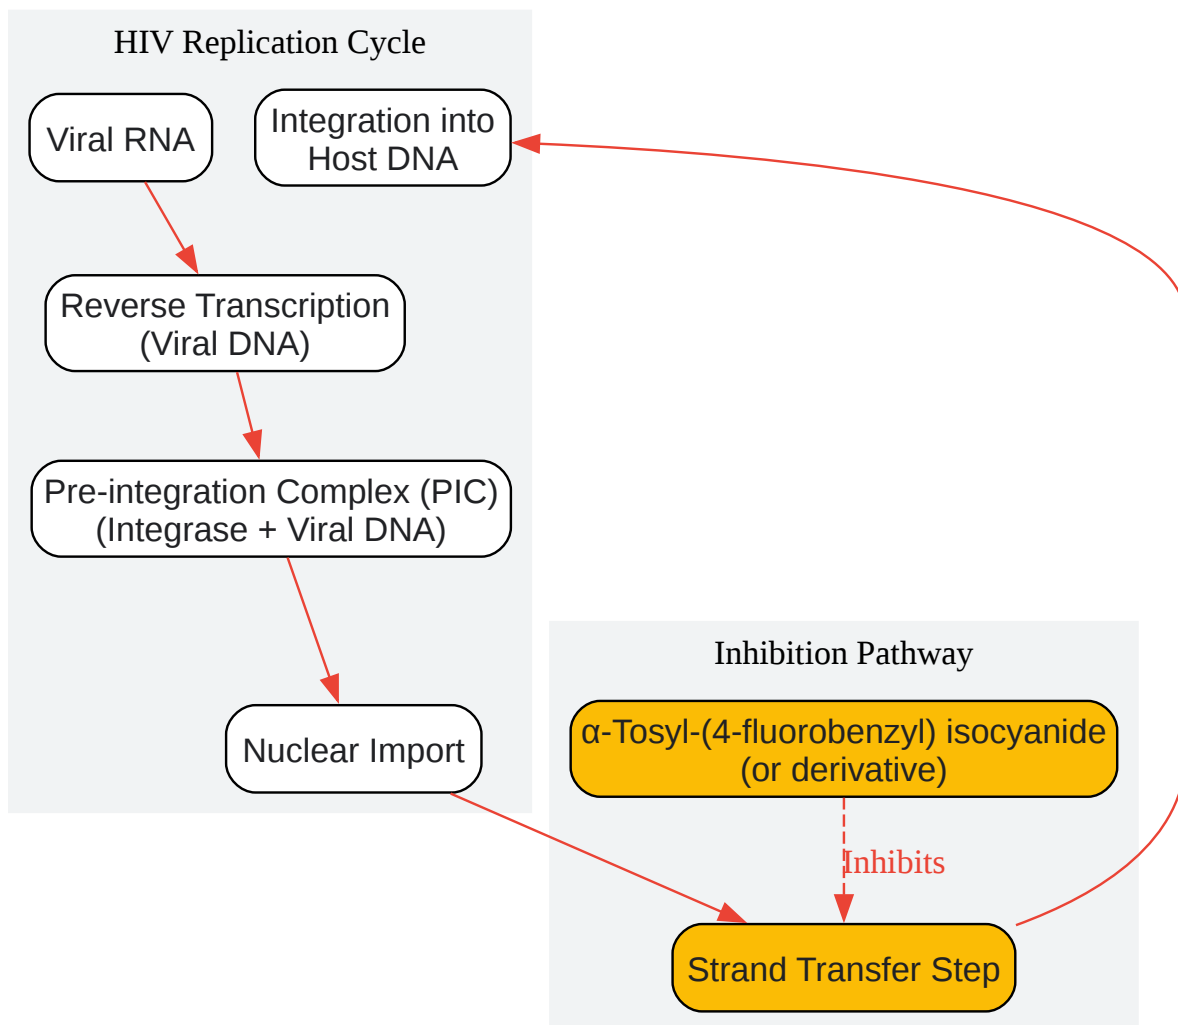 HIV Replication Cycle
Viral RNA
Integration into
Host DNA
Reverse Transcription
(Viral DNA)
Pre-integration Complex (PIC)
(Integrase + Viral DNA)
Nuclear Import
Inhibition Pathway
α-Tosyl-(4-fluorobenzyl) isocyanide
(or derivative)
Inhibits
Strand Transfer Step